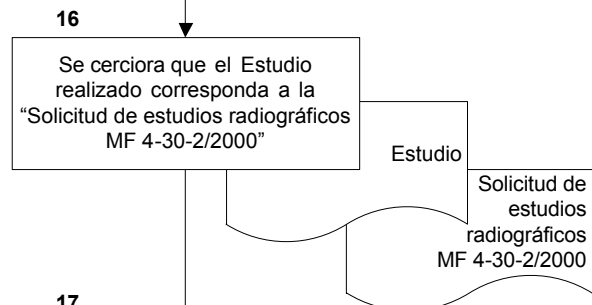 16
Se cerciora que el Estudio
realizado corresponda a la
“Solicitud de estudios radiográficos
MF 4-30-2/2000”
Estudio
Solicitud de
estudios
radiográficos
MF 4-30-2/2000
17